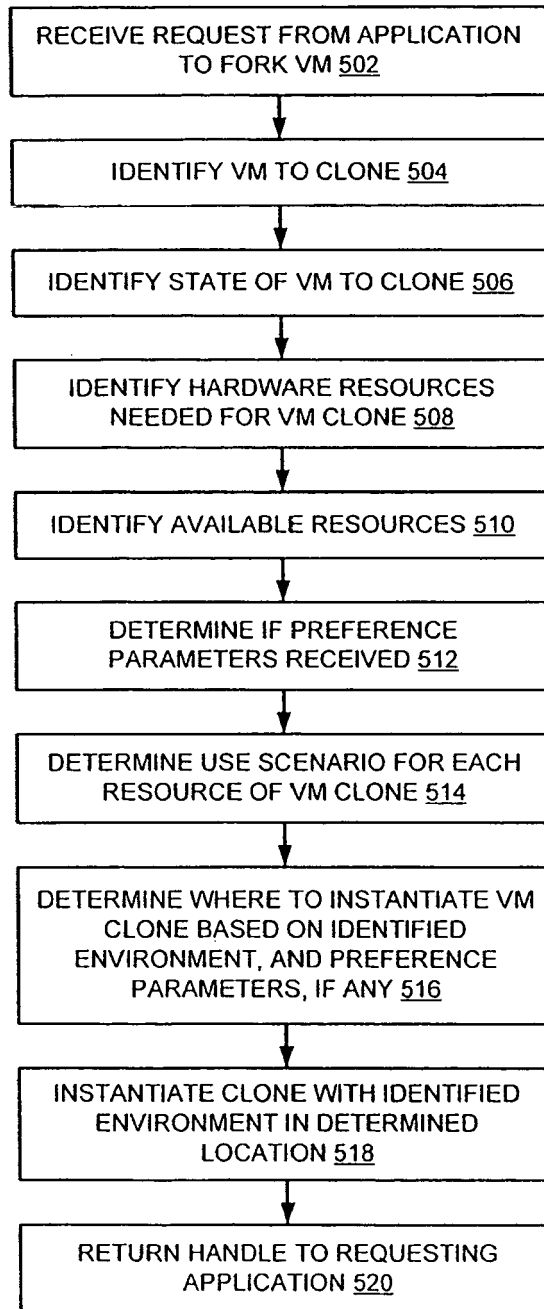 RECEIVE REQUEST FROM APPLICATION
TO FORK VM 502
IDENTIFY VM TO CLONE 504
IDENTIFY STATE OF VM TO CLONE 506
IDENTIFY HARDWARE RESOURCES
NEEDED FOR VM CLONE 508
IDENTIFY AVAILABLE RESOURCES 510
DETERMINE IF PREFERENCE
PARAMETERS RECEIVED 512
DETERMINE USE SCENARIO FOR EACH
RESOURCE OF VM CLONE 514
DETERMINE WHERE TO INSTANTIATE VM
CLONE BASED ON IDENTIFIED
ENVIRONMENT, AND PREFERENCE
PARAMETERS, IF ANY 516
INSTANTIATE CLONE WITH IDENTIFIED
ENVIRONMENT IN DETERMINED
LOCATION 518
RETURN HANDLE TO REQUESTING
APPLICATION 520